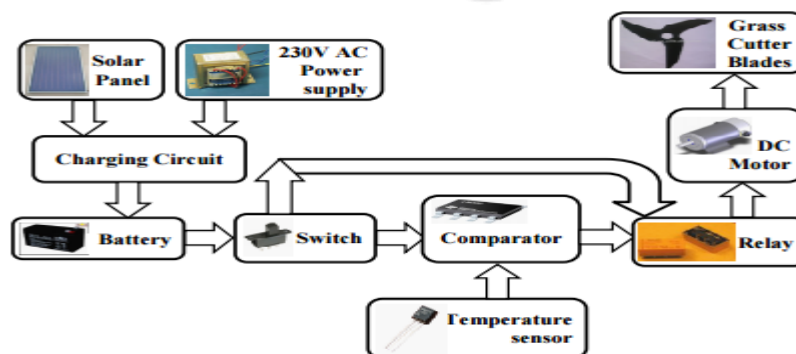 Solar
Panel
230V AC
Power
supply
Grass
Cutter
Blades
Charging Circuit
DC
Motor
Battery
Switch
Comparator
Relay
Temperature
sensor